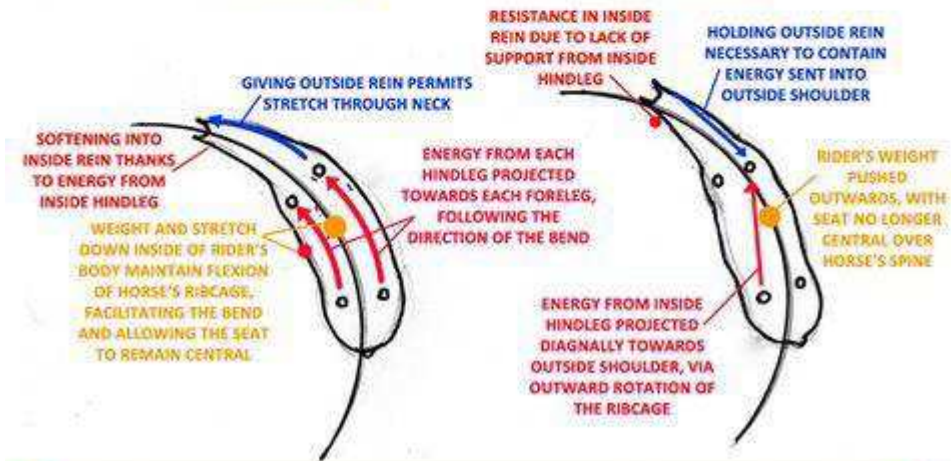 GIVING OUTSIDE REIN PERMITS
STRETCH THROUGH NECK
SOFTENING INTO
INSIDE REIN THANKS
TO ENERGY FROM
INSIDE HINDLEG
ENERGY FROM EACH
HINDLEG PROJECTED
TOWARDS EACH FORELEG,
FOLLOWING THE
DIRECTION OF THE BEND
WEIGHT AND STRETCH
DOWN INSIDE OF RIDER'S
BODY MAINTAIN FLEXION
OF HORSE'S RIBCAGE,
FACILITATING THE BEND
AND ALLOWING THE SEAT
TO REMAIN CENTRAL
RESISTANCE IN INSIDE
REIN DUE TO LACK OF
SUPPORT FROM INSIDE
HINDLEG
HOLDING OUTSIDE REIN
NECESSARY TO CONTAIN
ENERGY SENT INTO
OUTSIDE SHOULDER
RIDER'S WEIGHT
PUSHED
OUTWARDS, WITH
SEAT NO LONGER
CENTRAL OVER
HORSE'S SPINE
ENERGY FROM INSIDE
HINDLEG PROJECTED
DIAGNALLY TOWARDS
OUTSIDE SHOULDER, VIA
OUTWARD ROTATION OF
THE RIBCAGE